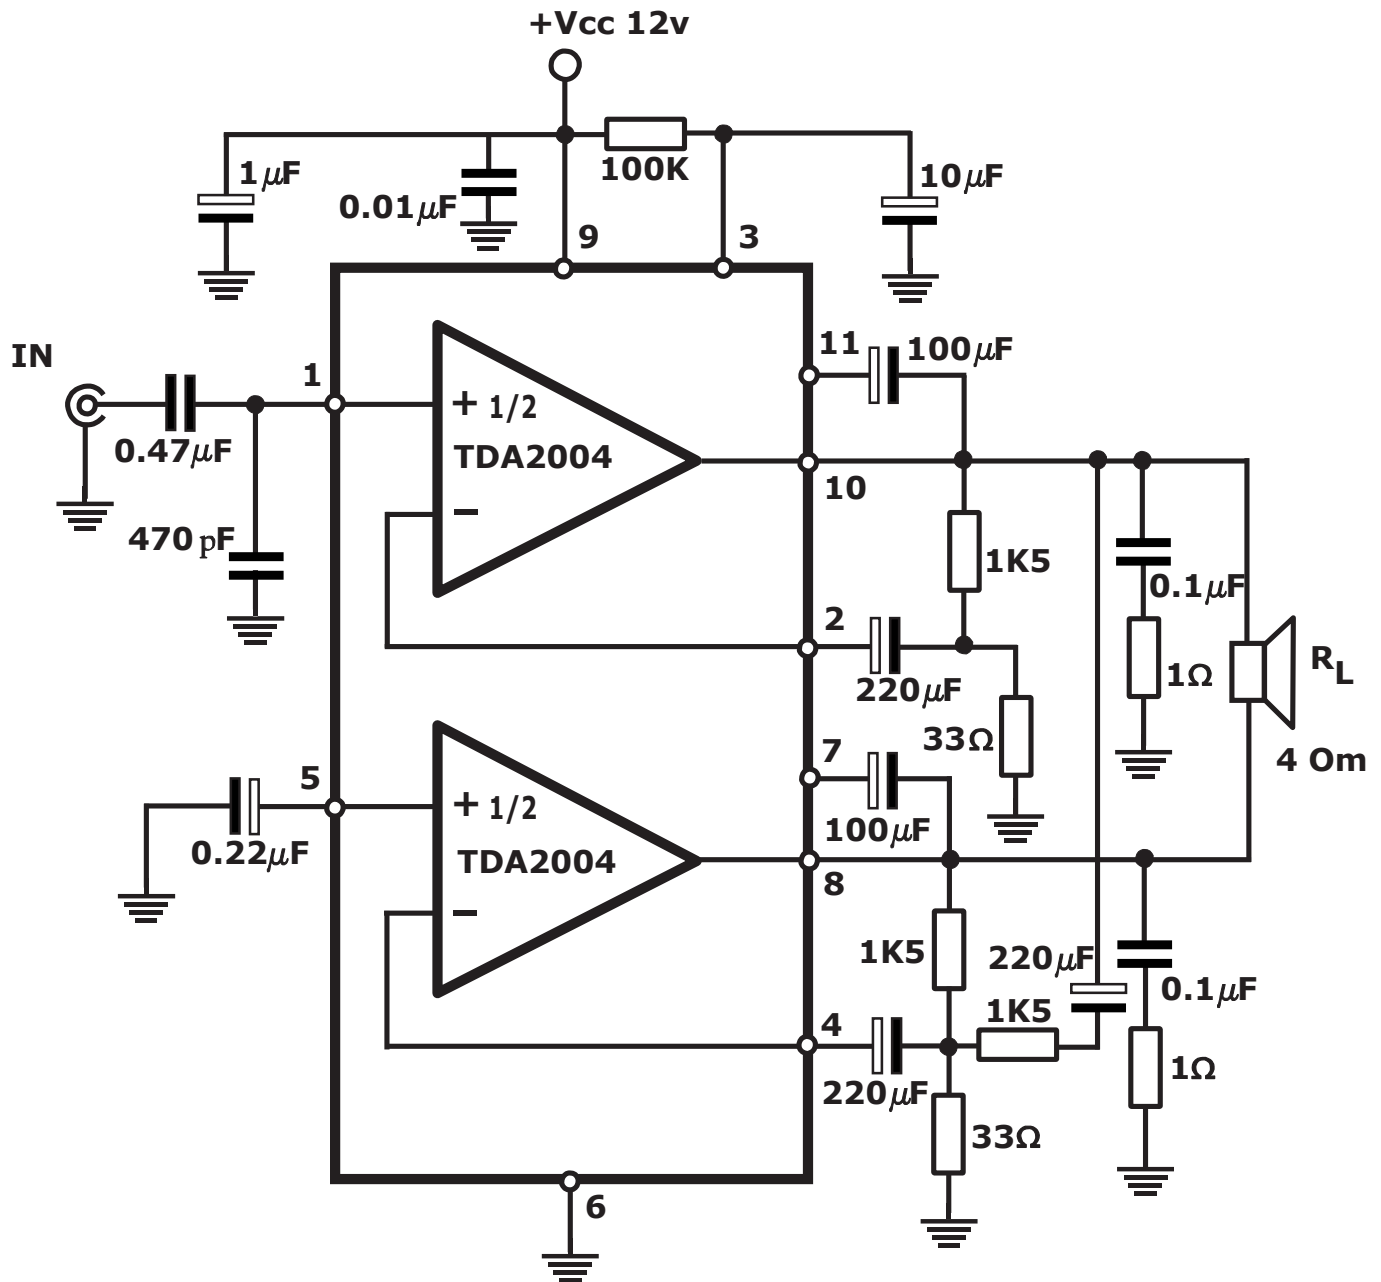 +Vcc 12v
1µF
0.01µF
100K
10µF
9
3
IN
1
0.47µF
470 pF
+ 1/2
TDA2004
−
11
100µF
10
1K5
0.1µF
2
220µF
33Ω
1Ω
RL
4 Om
5
0.22µF
+ 1/2
TDA2004
−
7
100µF
8
1K5
220µF
0.1µF
1K5
4
220µF
33Ω
1Ω
6